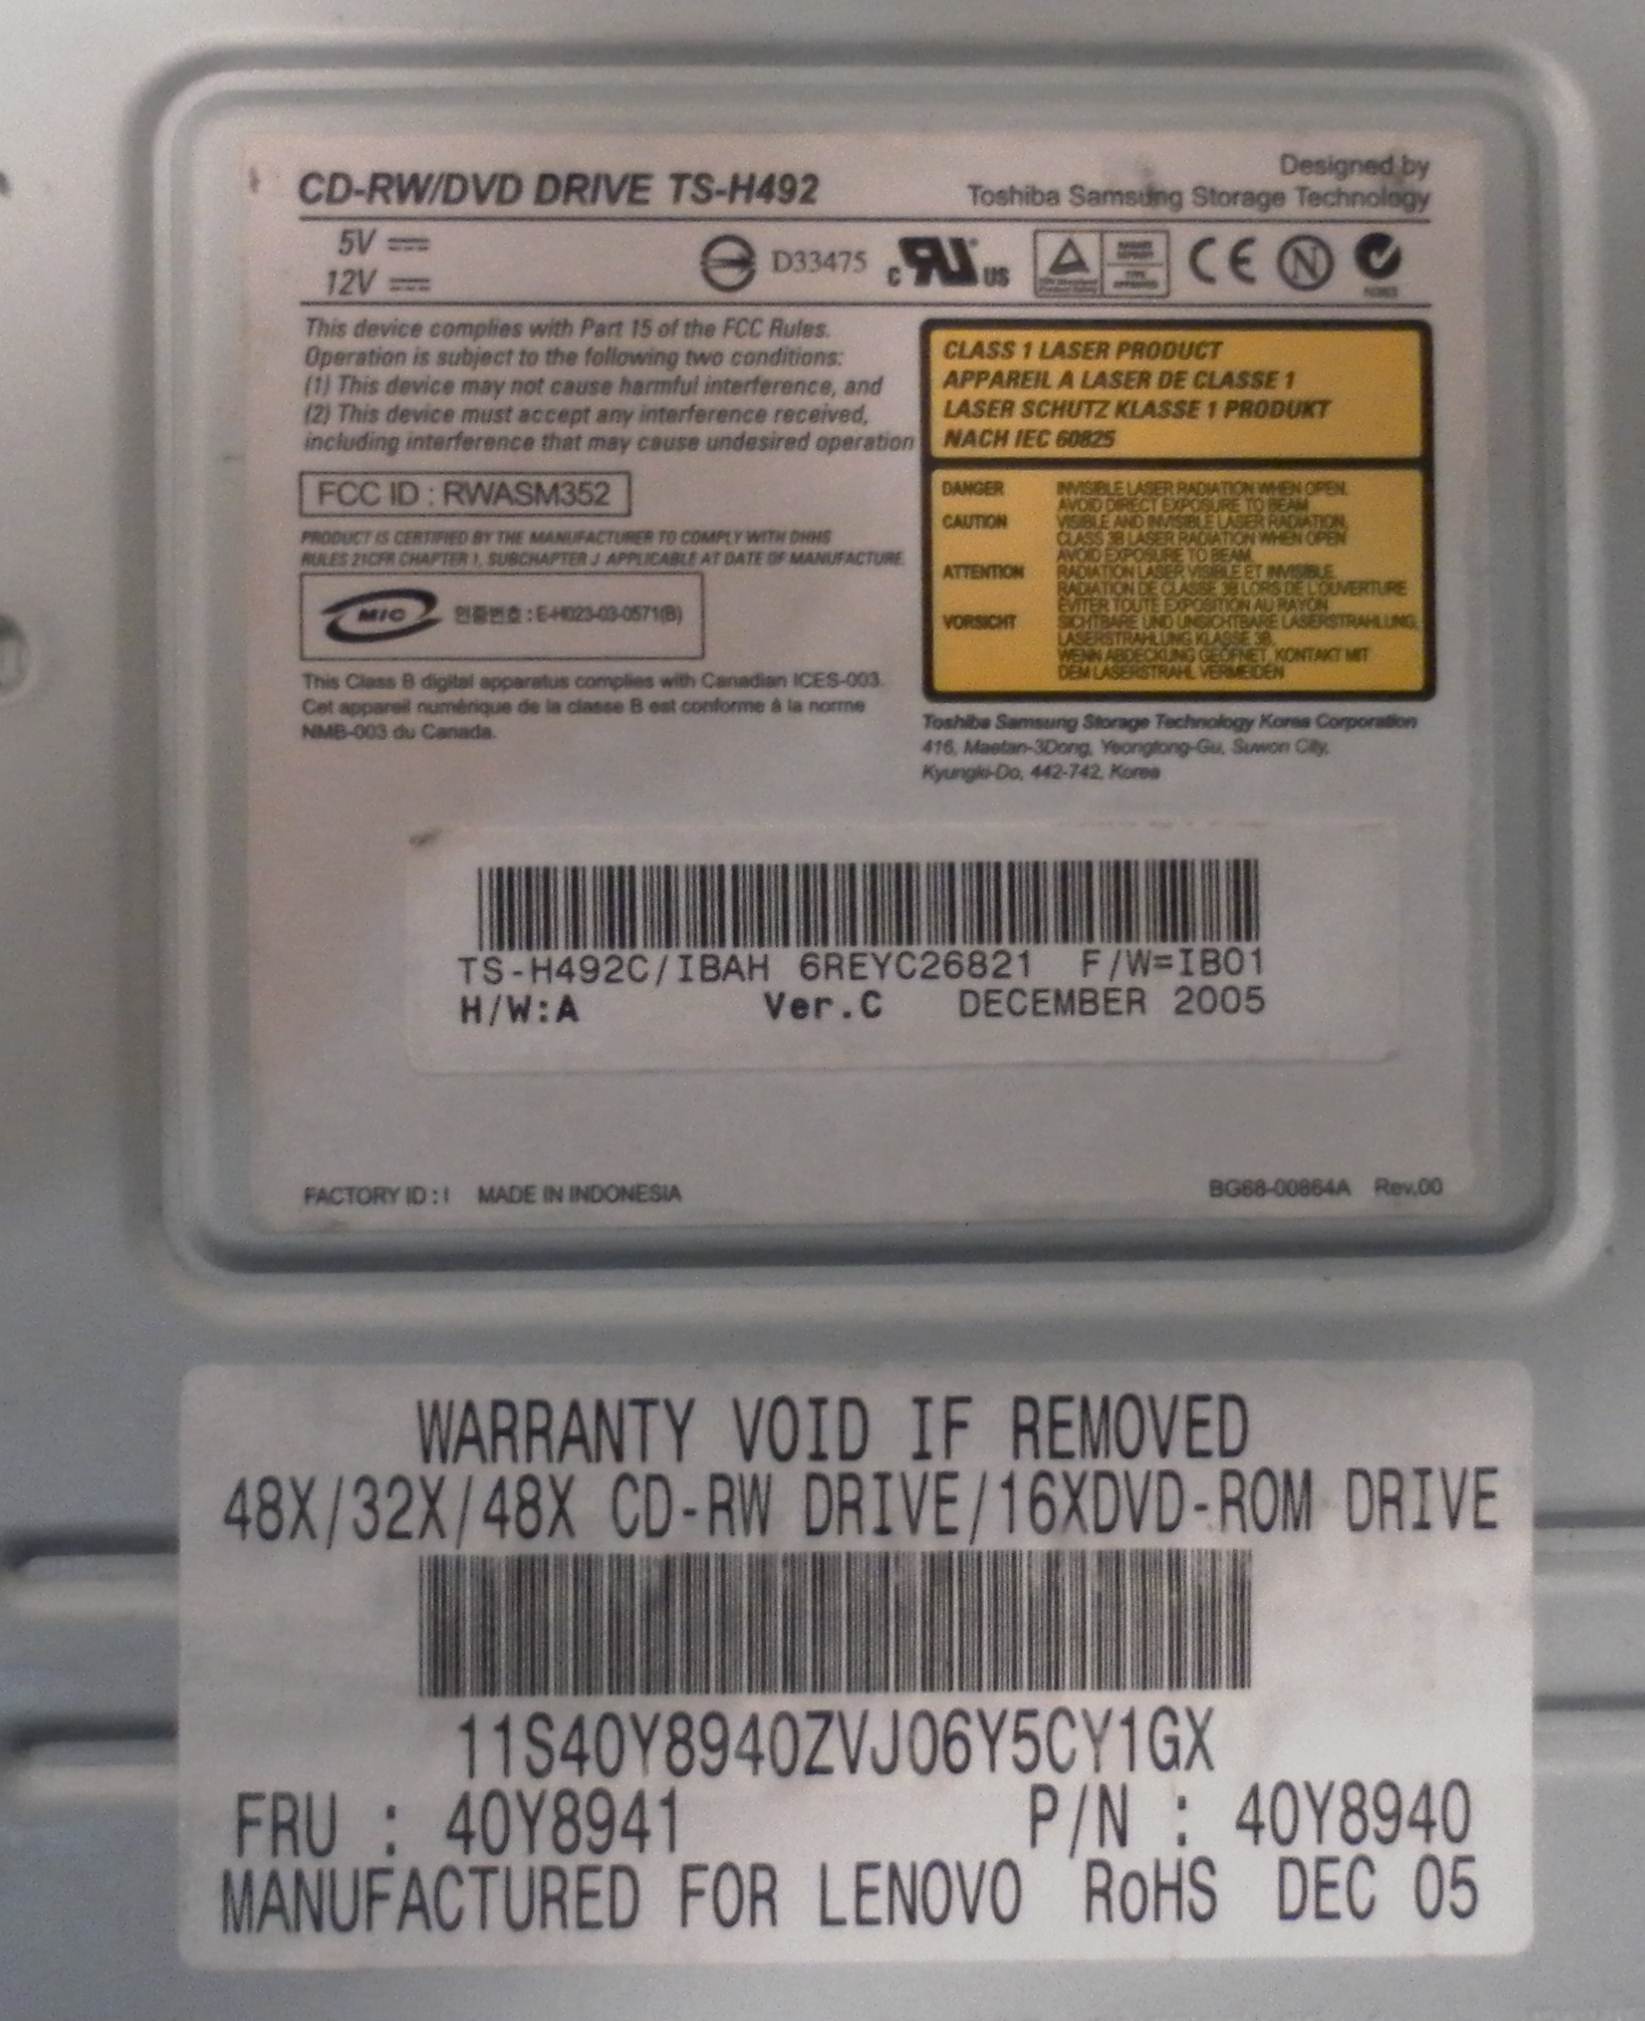 CD-RW/DVD DRIVE TS-H492
Designed by
Toshiba Samsung Storage Technology
5V
12V
D33475
C RU US
CE
N
This device complies with Part 15 of the FCC Rules.
Operation is subject to the following two conditions:
(1) This device may not cause harmful interference, and
(2) This device must accept any interference received,
including interference that may cause undesired operation
FCC ID : RWASM352
PRODUCT IS CERTIFIED BY THE MANUFACTURER TO COMPLY WITH DHHS
RULES 21CFR CHAPTER 1, SUBCHAPTER J APPLICABLE AT DATE OF MANUFACTURE.
MIC 인증번호 : E-H023-03-0571(B)
This Class B digital apparatus complies with Canadian ICES-003.
Cet appareil numérique de la classe B est conforme à la norme
NMB-003 du Canada.
CLASS 1 LASER PRODUCT
APPAREIL A LASER DE CLASSE 1
LASER SCHUTZ KLASSE 1 PRODUKT
NACH IEC 60825
DANGER INVISIBLE LASER RADIATION WHEN OPEN.
AVOID DIRECT EXPOSURE TO BEAM
CAUTION VISIBLE AND INVISIBLE LASER RADIATION,
CLASS 3B LASER RADIATION WHEN OPEN
AVOID EXPOSURE TO BEAM.
ATTENTION RADIATION LASER VISIBLE ET INVISIBLE,
RADIATION DE CLASSE 3B LORS DE L'OUVERTURE
EVITER TOUTE EXPOSITION AU RAYON
VORSICHT SICHTBARE UND UNSICHTBARE LASERSTRAHLUNG,
LASERSTRAHLUNG KLASSE 3B,
WENN ABDECKUNG GEÖFNET, KONTAKT MIT
DEM LASERSTRAHL VERMEIDEN
Toshiba Samsung Storage Technology Korea Corporation
416, Maetan-3Dong, Yeongtong-Gu, Suwon City,
Kyungki-Do, 442-742, Korea
TS-H492C/IBAH 6REYC26821 F/W=IB01
H/W:A Ver.C DECEMBER 2005
FACTORY ID : I MADE IN INDONESIA
BG68-00864A Rev.00
WARRANTY VOID IF REMOVED
48X/32X/48X CD-RW DRIVE/16XDVD-ROM DRIVE
11S40Y8940ZVJ06Y5CY1GX
FRU : 40Y8941 P/N : 40Y8940
MANUFACTURED FOR LENOVO RoHS DEC 05